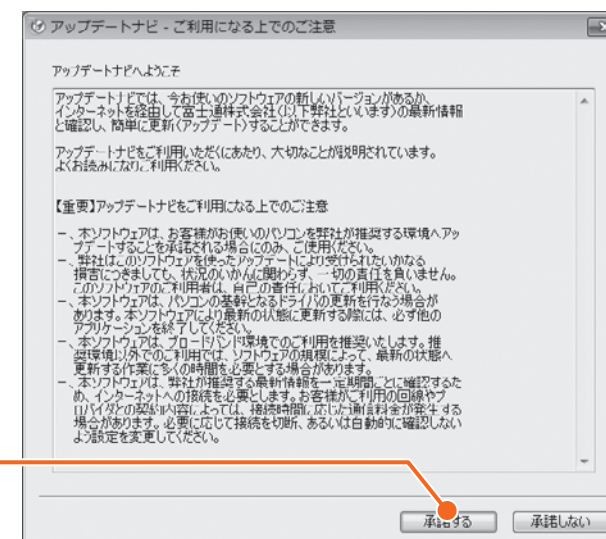 アップデートナビ - ご利用になる上でのご注意
アップデートナビへようこそ
アップデートナビでは、今お使いのソフトウェアの新しいバージョンがあるか、
インターネットを経由して富士通株式会社(以下弊社といいます)の最新情報
と確認し、簡単に更新(アップデート)することができます。
アップデートナビをご利用いただくにあたり、大切なことが説明されています。
よくお読みになりご利用ください。
【重要】アップデートナビをご利用になる上でのご注意
－、本ソフトウェアは、お客様がお使いのパソコンを弊社が推奨する環境へアッ
プデートすることを承諾される場合にのみ、ご使用ください。
－、弊社はこのソフトウェアを使ったアップデートにより受けられたいかなる
損害につきましても、状況のいかんに関わらず、一切の責任を負いません。
このソフトウェアのご利用者は、自己の責任においてご利用ください。
－、本ソフトウェアは、パソコンの基幹となるドライバの更新を行なう場合が
あります。本ソフトウェアにより最新の状態に更新する際には、必ず他の
アプリケーションを終了してください。
－、本ソフトウェアは、ブロードバンド環境でのご利用を推奨いたします。推
奨環境以外でのご利用では、ソフトウェアの規模によって、最新の状態へ
更新する作業に多くの時間を必要とする場合があります。
－、本ソフトウェアは、弊社が推奨する最新情報を一定期間ごとに確認するた
め、インターネットへの接続を必要とします。お客様がご利用の回線やプ
ロバイダとの契約内容によっては、接続時間に応じた通信料金が発生する
場合があります。必要に応じて接続を切断、あるいは自動的に確認しない
よう設定を変更してください。
承諾する
承諾しない